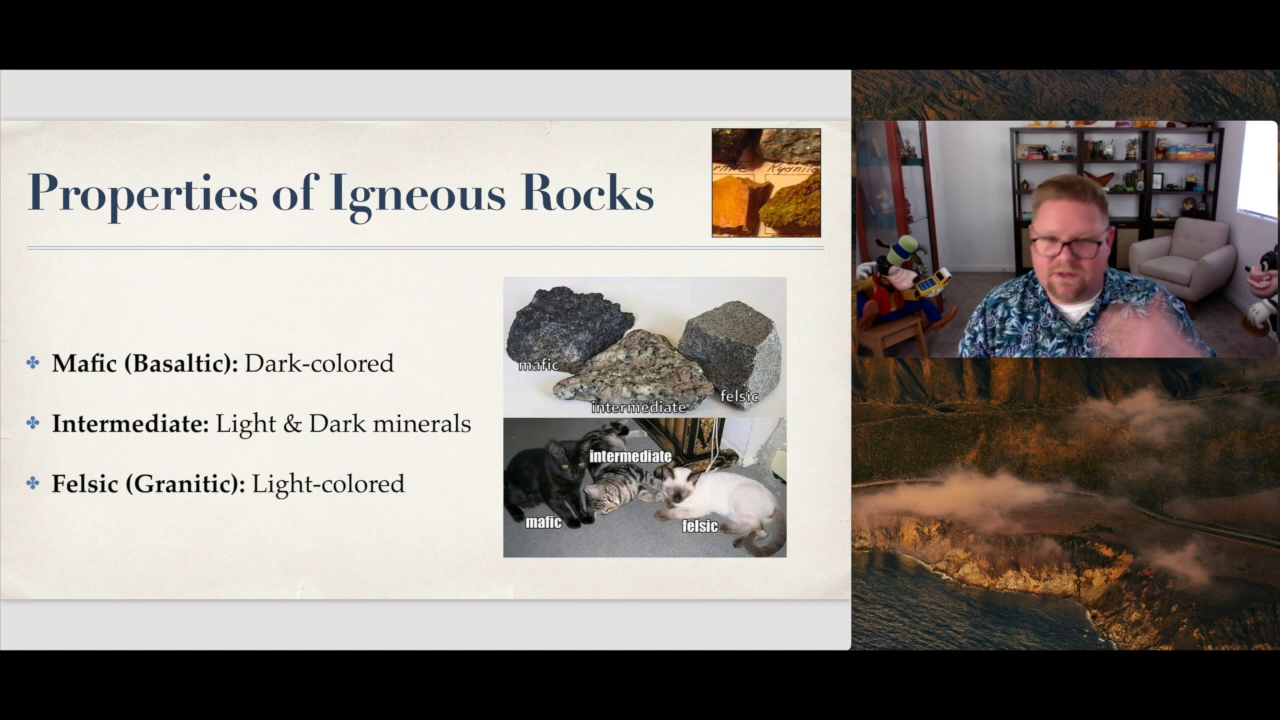 Properties of Igneous Rocks
Kyanite
Mafic (Basaltic): Dark-colored
Intermediate: Light & Dark minerals
Felsic (Granitic): Light-colored
mafic
intermediate
felsic
intermediate
mafic
felsic